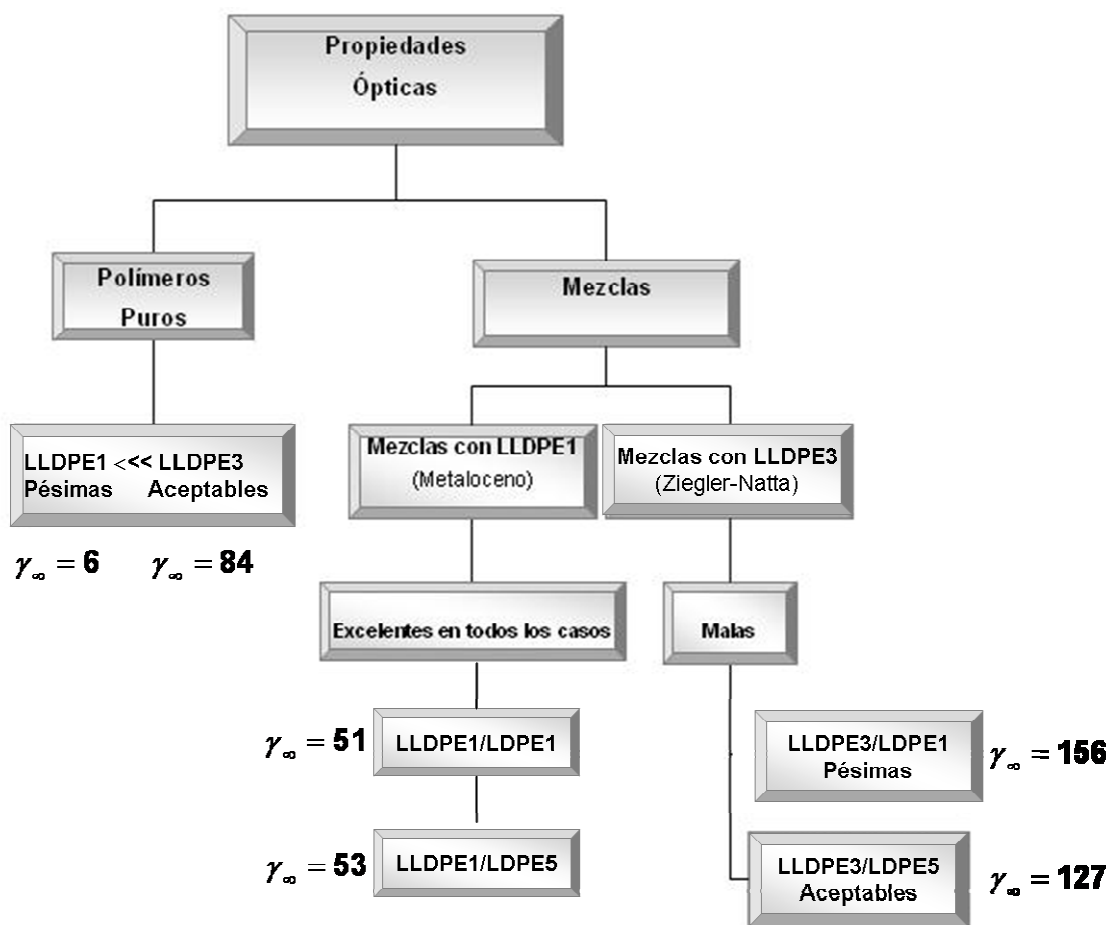 Propiedades
Ópticas
Polímeros
Puros
Mezclas
LLDPE1 <<< LLDPE3
Pésimas Aceptables
γ∞ = 6 γ∞ = 84
Mezclas con LLDPE1
(Metaloceno)
Mezclas con LLDPE3
(Ziegler-Natta)
Excelentes en todos los casos
Malas
γ∞ = 51
LLDPE1/LDPE1
LLDPE3/LDPE1
Pésimas
γ∞ = 156
γ∞ = 53
LLDPE1/LDPE5
LLDPE3/LDPE5
Aceptables
γ∞ = 127